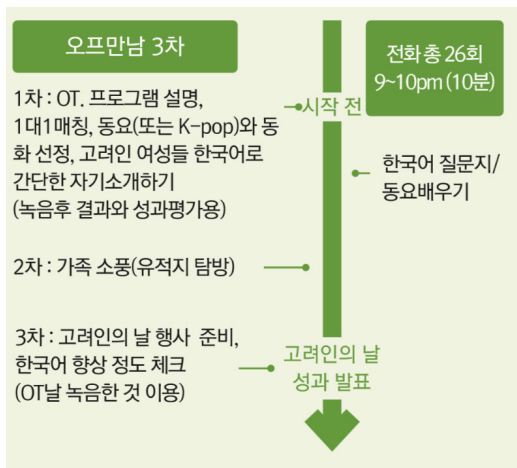 오프만남 3차
1차 : OT. 프로그램 설명,
1대1매칭, 동요(또는 K-pop)와 동
화 선정, 고려인 여성들 한국어로
간단한 자기소개하기
(녹음후 결과와 성과평가용)
2차 : 가족 소풍(유적지 탐방)
3차 : 고려인의 날 행사 준비,
한국어 향상 정도 체크
(OT날 녹음한 것 이용)
시작 전
고려인의 날
성과 발표
전화 총 26회
9~10pm (10분)
한국어 질문지/
동요배우기